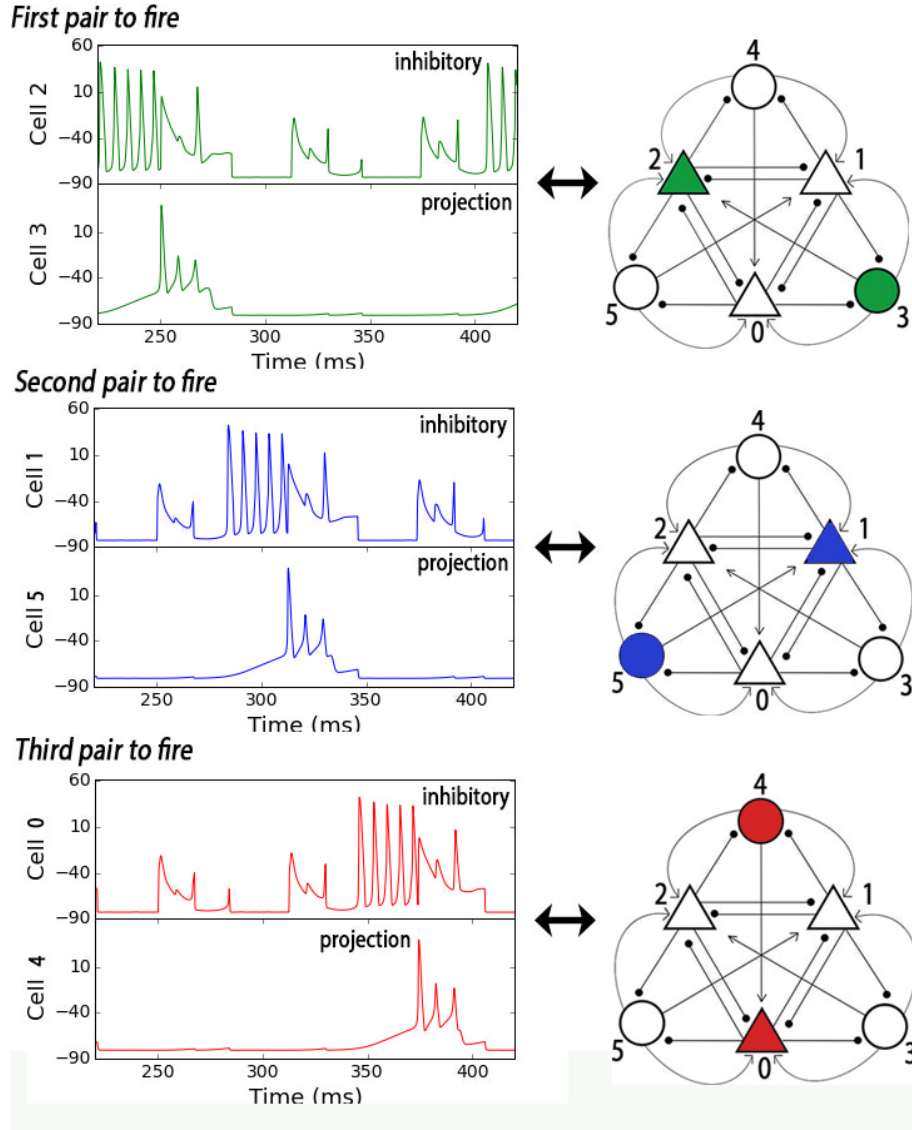 First pair to fire
60
inhibitory
4
10
Cell 2
−40
2
1
−90
projection
10
Cell 3
−40
5
3
0
−90
250
300
350
400
Time (ms)
Second pair to fire
60
inhibitory
4
10
Cell 1
−40
2
1
−90
projection
10
Cell 5
−40
5
3
0
−90
250
300
350
400
Time (ms)
Third pair to fire
60
inhibitory
4
10
Cell 0
−40
2
1
−90
projection
10
Cell 4
−40
5
3
0
−90
250
300
350
400
Time (ms)